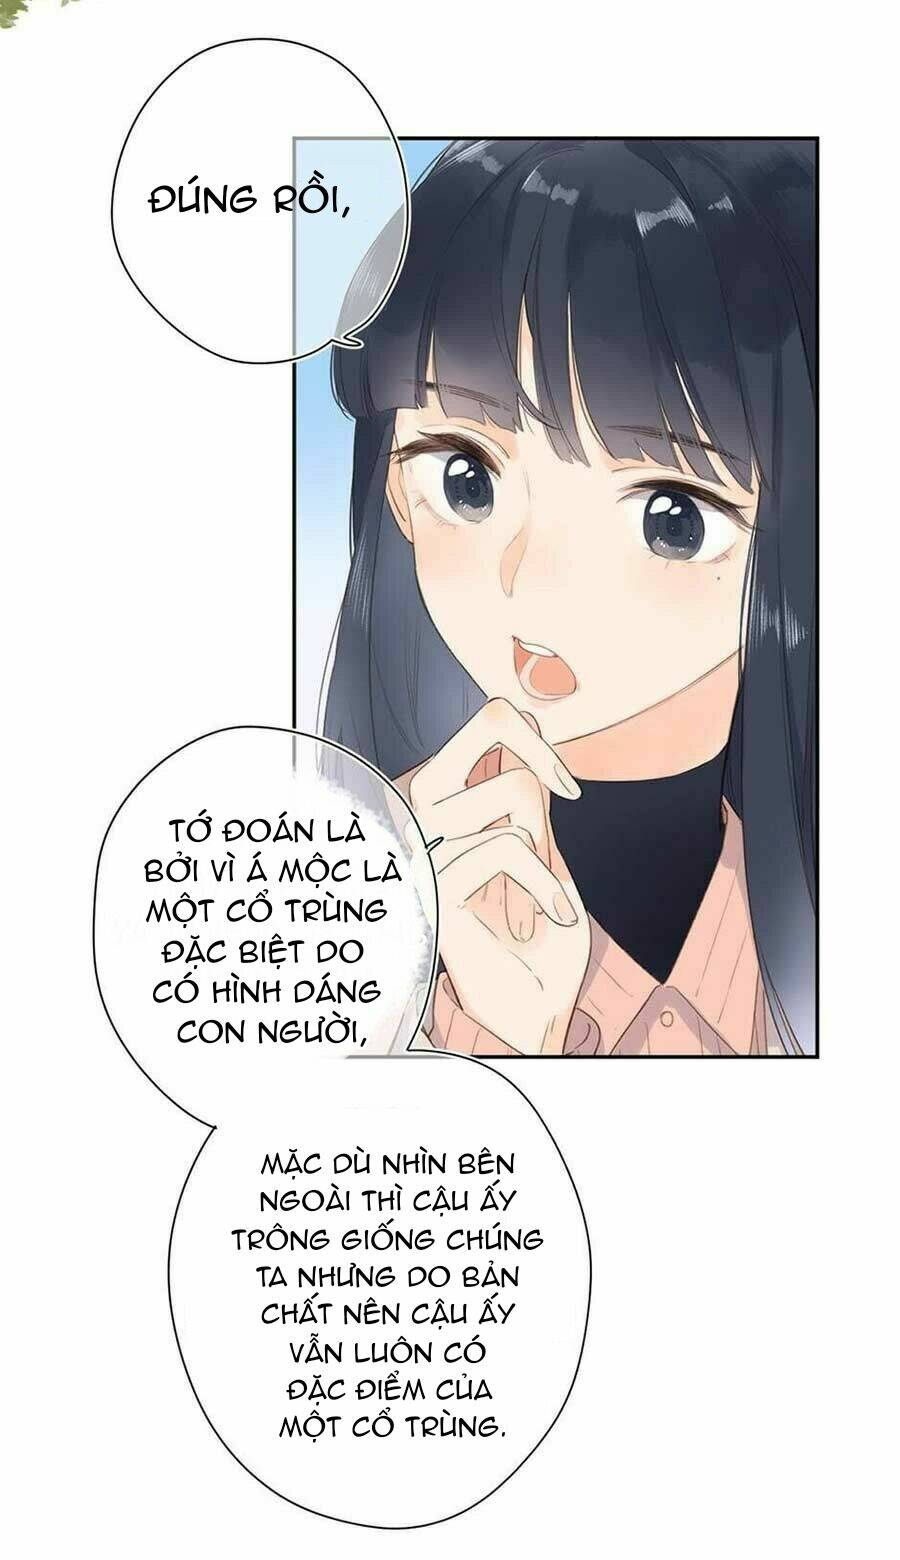 ĐÚNG RỒI,
TỚ ĐOÁN LÀ
BỞI VÌ Á MỘC LÀ
MỘT CỔ TRÙNG
ĐẶC BIỆT DO
CÓ HÌNH DÁNG
CON NGƯỜI,
MẶC DÙ NHÌN BÊN
NGOÀI THÌ CẬU ẤY
TRÔNG GIỐNG CHÚNG
TA NHƯNG DO BẢN
CHẤT NÊN CẬU ẤY
VẪN LUÔN CÓ
ĐẶC ĐIỂM CỦA
MỘT CỔ TRÙNG.